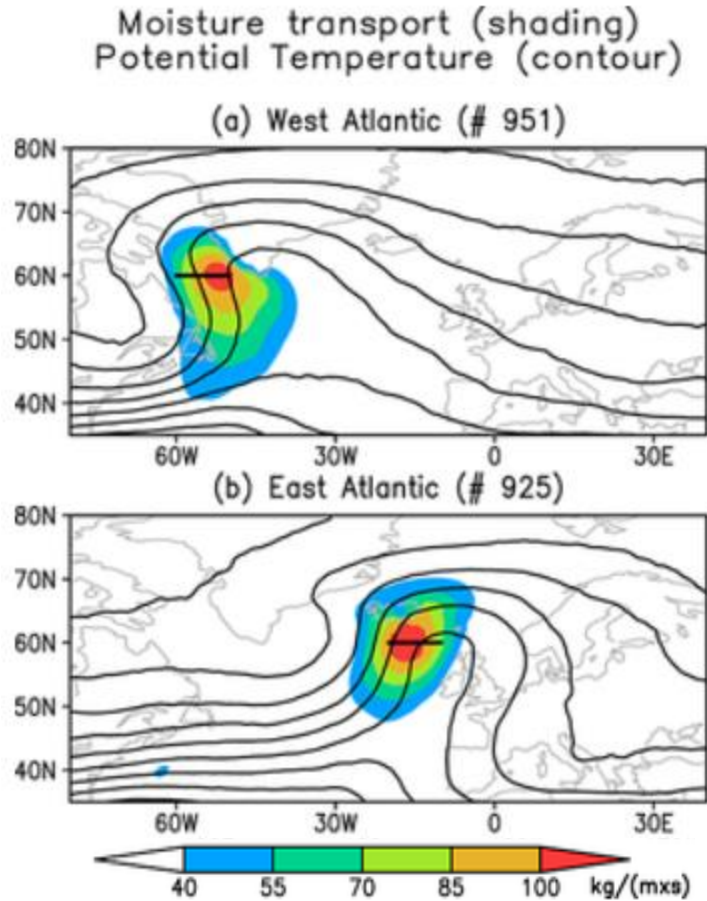 Moisture transport (shading)
Potential Temperature (contour)
(a) West Atlantic (# 951)
80N
70N
60N
50N
40N
60W 30W 0 30E
(b) East Atlantic (# 925)
80N
70N
60N
50N
40N
60W 30W 0 30E
40 55 70 85 100 kg/(mxs)